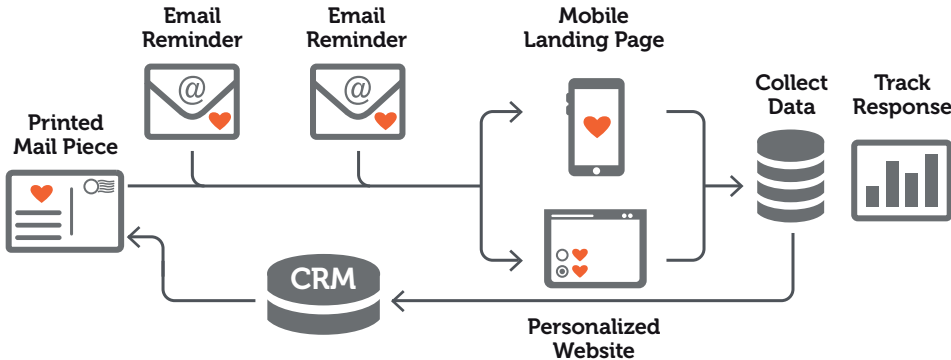 Email
Reminder
Email
Reminder
Mobile
Landing Page
Collect
Data
Track
Response
Printed
Mail Piece
@
@
CRM
Personalized
Website